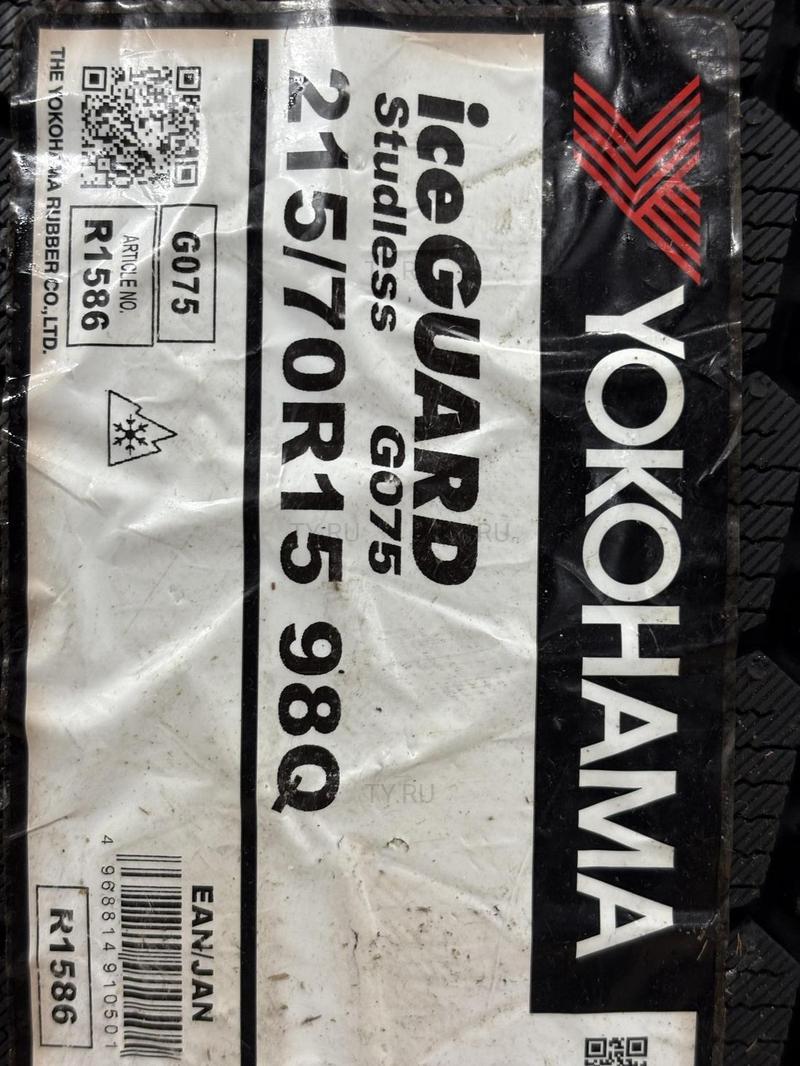 YOKOHAMA
iceGUARD
Studless G075
215/70R15 98Q
G075
ARTICLE NO.
R1586
THE YOKOHAMA RUBBER CO.,LTD.
EAN/JAN
4 968814 910501
R1586
TY.RU
TY.RU